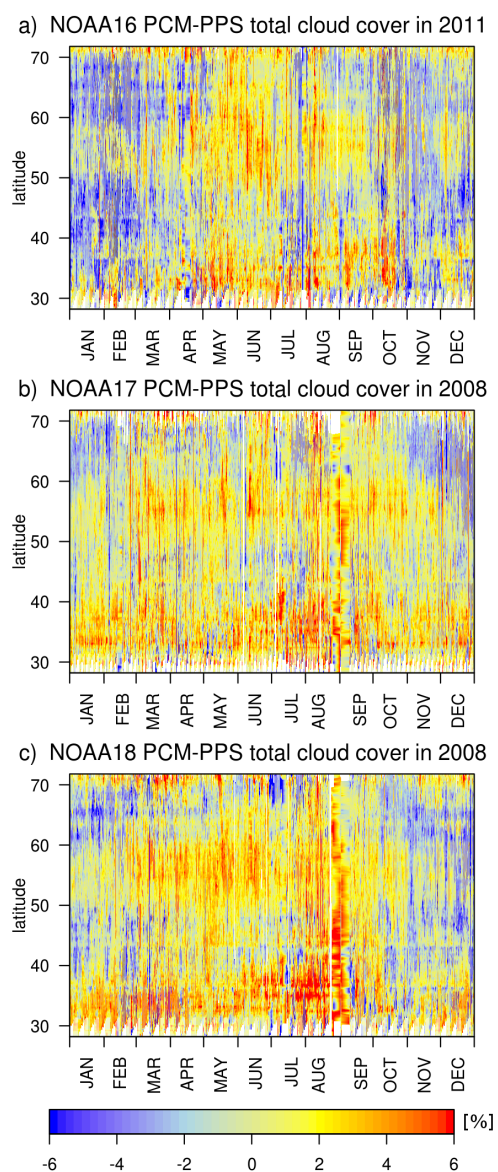 a) NOAA16 PCM-PPS total cloud cover in 2011
70
60
50
40
30
latitude
JAN FEB MAR APR MAY JUN JUL AUG SEP OCT NOV DEC
b) NOAA17 PCM-PPS total cloud cover in 2008
70
60
50
40
30
latitude
JAN FEB MAR APR MAY JUN JUL AUG SEP OCT NOV DEC
c) NOAA18 PCM-PPS total cloud cover in 2008
70
60
50
40
30
latitude
JAN FEB MAR APR MAY JUN JUL AUG SEP OCT NOV DEC
[%]
-6 -4 -2 0 2 4 6